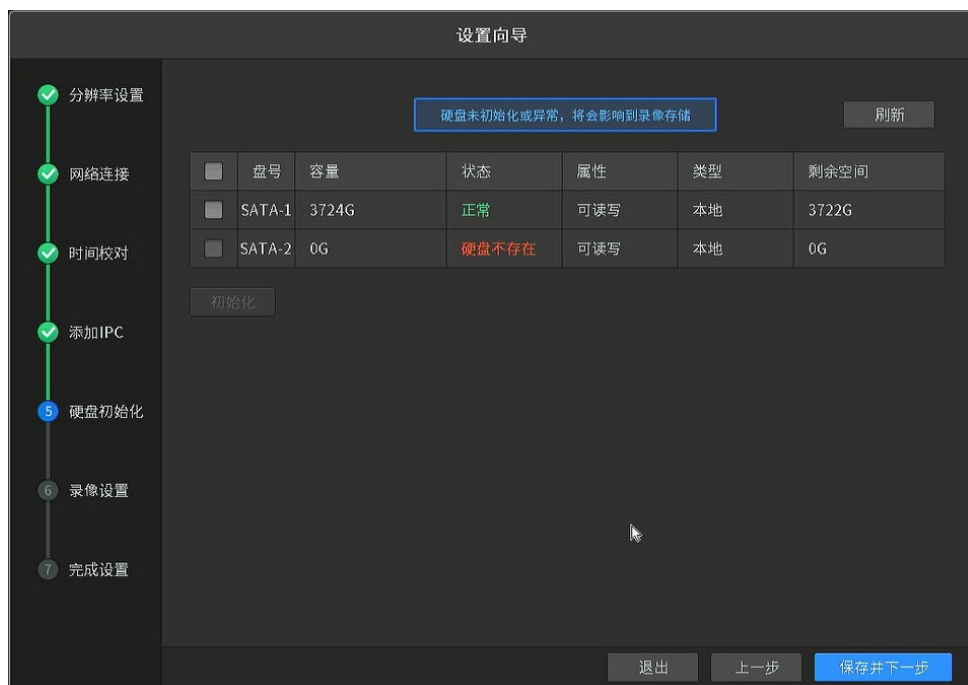 设置向导
分辨率设置
网络连接
时间校对
添加IPC
5 硬盘初始化
6 录像设置
7 完成设置
硬盘未初始化或异常，将会影响到录像存储
刷新
盘号 容量 状态 属性 类型 剩余空间
SATA-1 3724G 正常 可读写 本地 3722G
SATA-2 0G 硬盘不存在 可读写 本地 0G
初始化
退出 上一步 保存并下一步